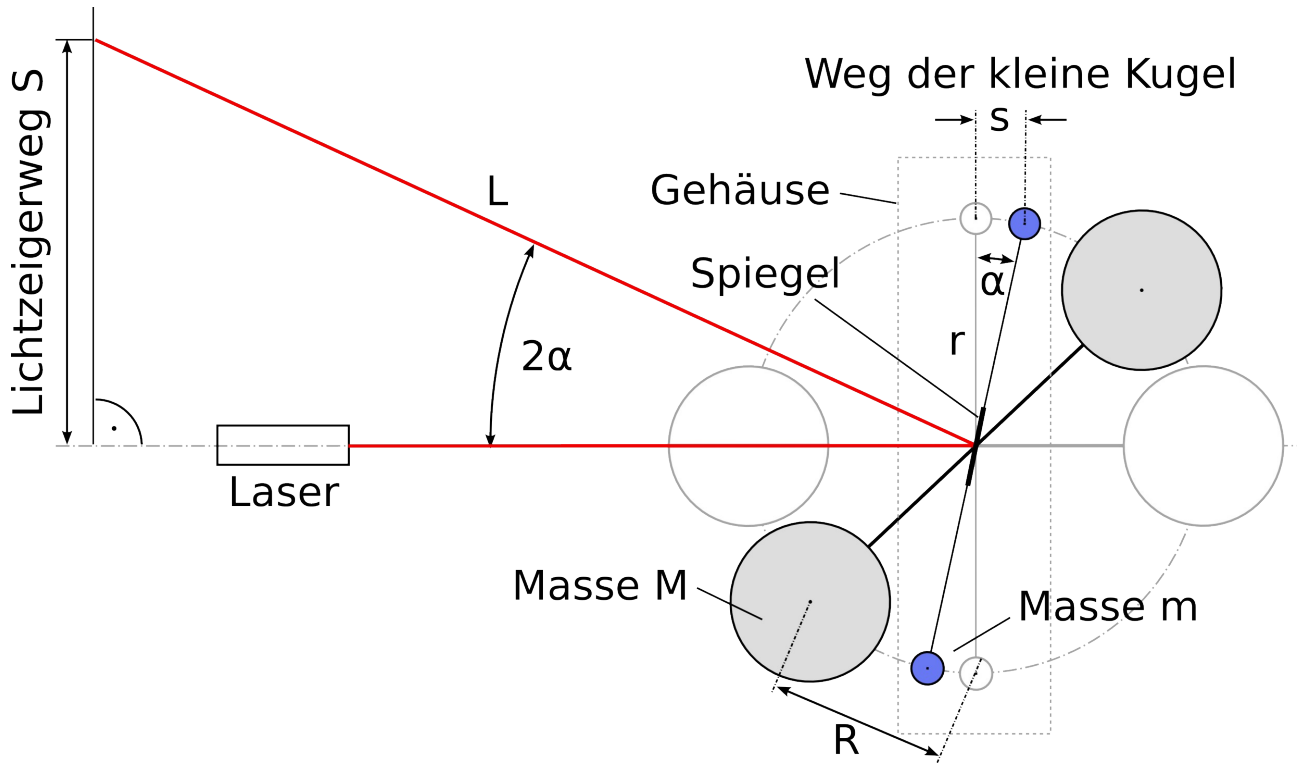 Weg der kleine Kugel
s
Lichtzeigerweg S
L
Gehäuse
Spiegel
α
r
2α
Laser
Masse M
Masse m
R